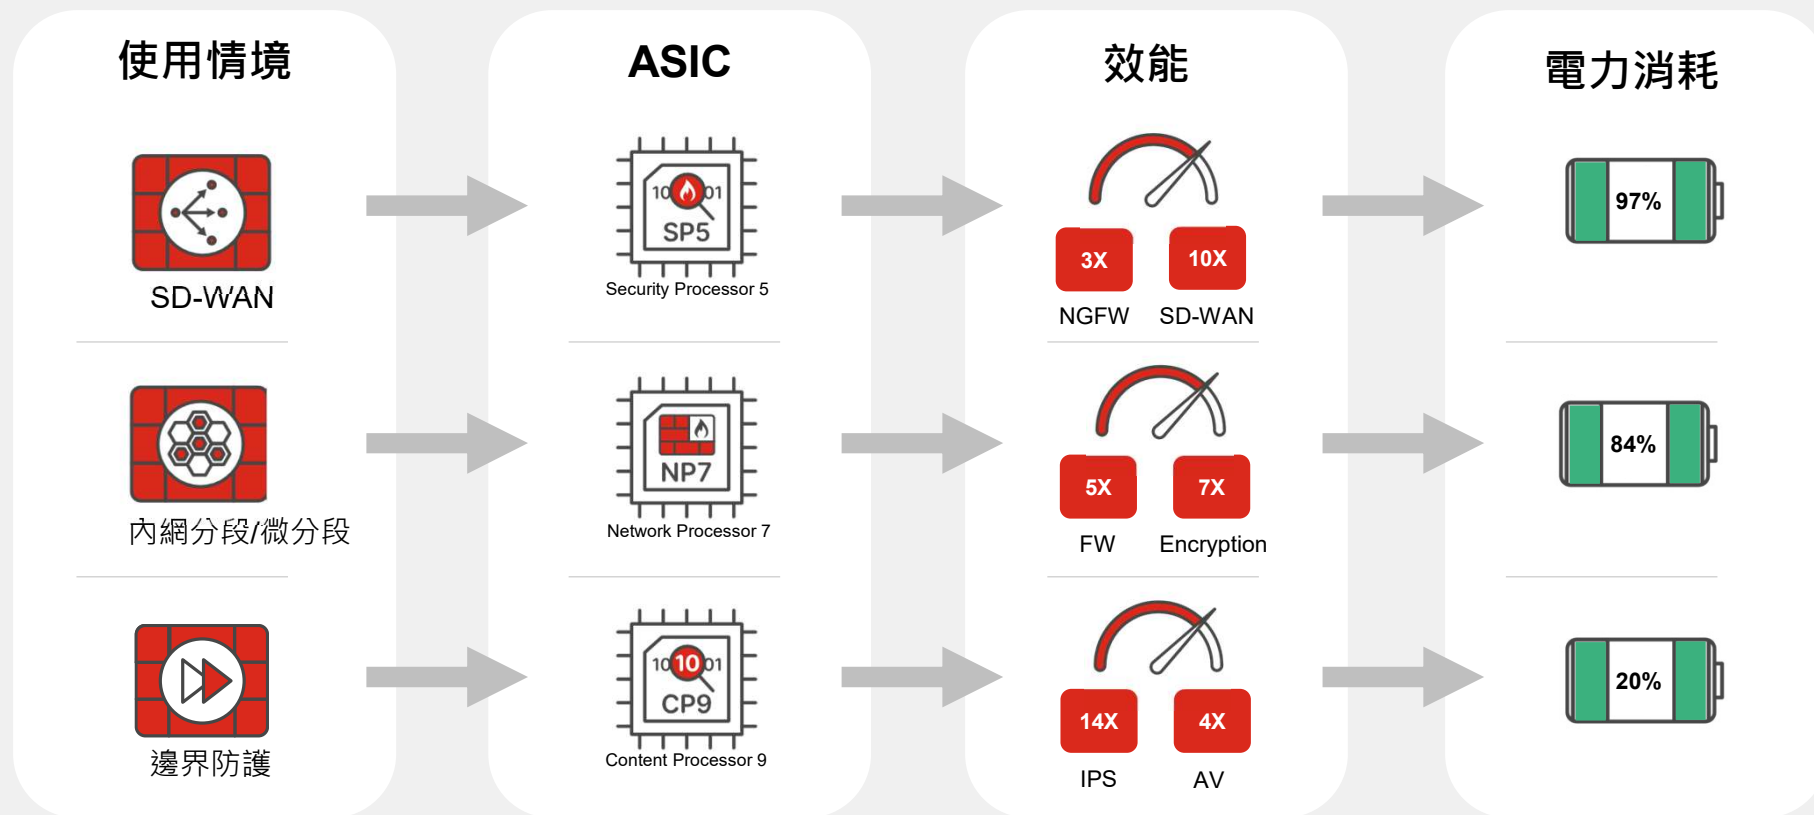 使用情境
ASIC
效能
電力消耗
SD-WAN
10 01
SP5
Security Processor 5
3X
10X
NGFW
SD-WAN
97%
內網分段/微分段
NP7
Network Processor 7
5X
7X
FW
Encryption
84%
邊界防護
10 10 01
CP9
Content Processor 9
14X
4X
IPS
AV
20%